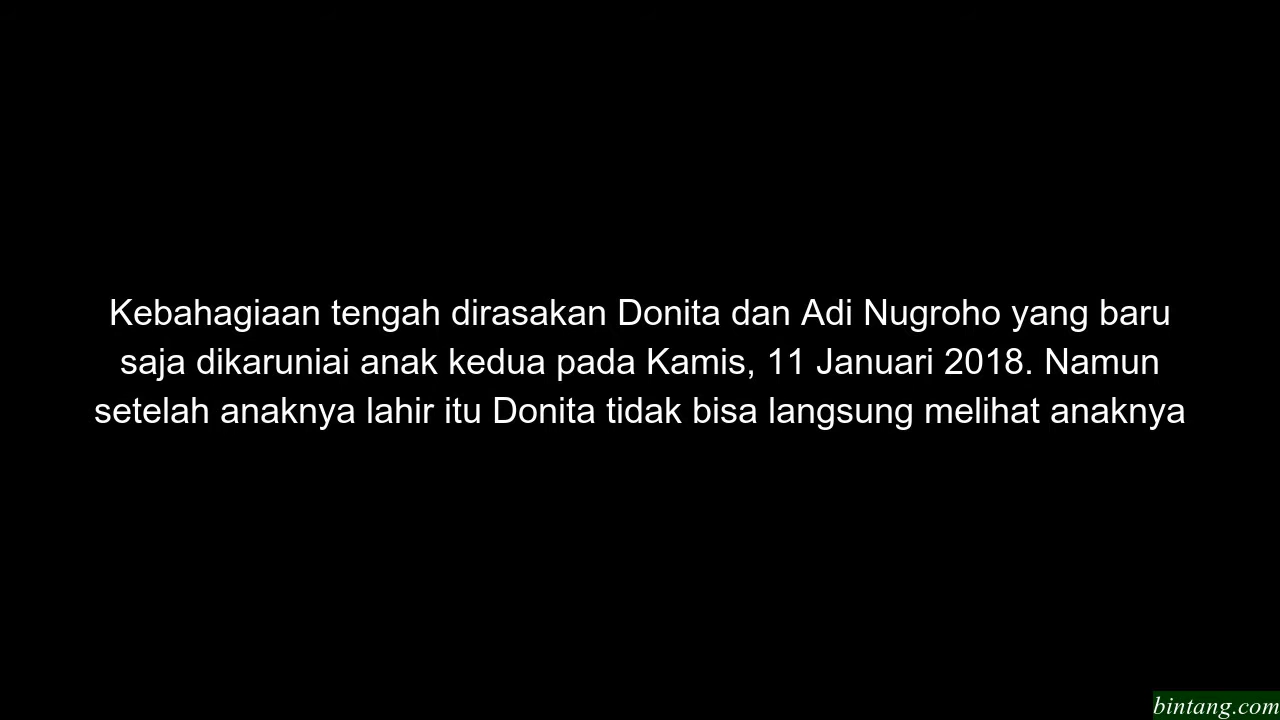 Kebahagiaan tengah dirasakan Donita dan Adi Nugroho yang baru
saja dikaruniai anak kedua pada Kamis, 11 Januari 2018. Namun
setelah anaknya lahir itu Donita tidak bisa langsung melihat anaknya
bintang.com